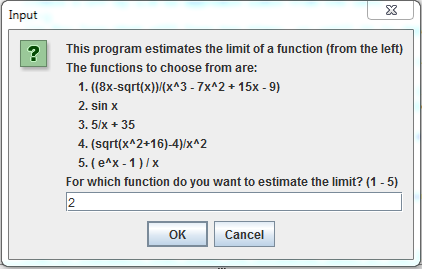 Input
This program estimates the limit of a function (from the left)
The functions to choose from are:
1. ((8x-sqrt(x))/(x^3 - 7x^2 + 15x - 9)
2. sin x
3. 5/x + 35
4. (sqrt(x^2+16)-4)/x^2
5. ( e^x - 1 ) / x
For which function do you want to estimate the limit? (1 - 5)
2
OK Cancel